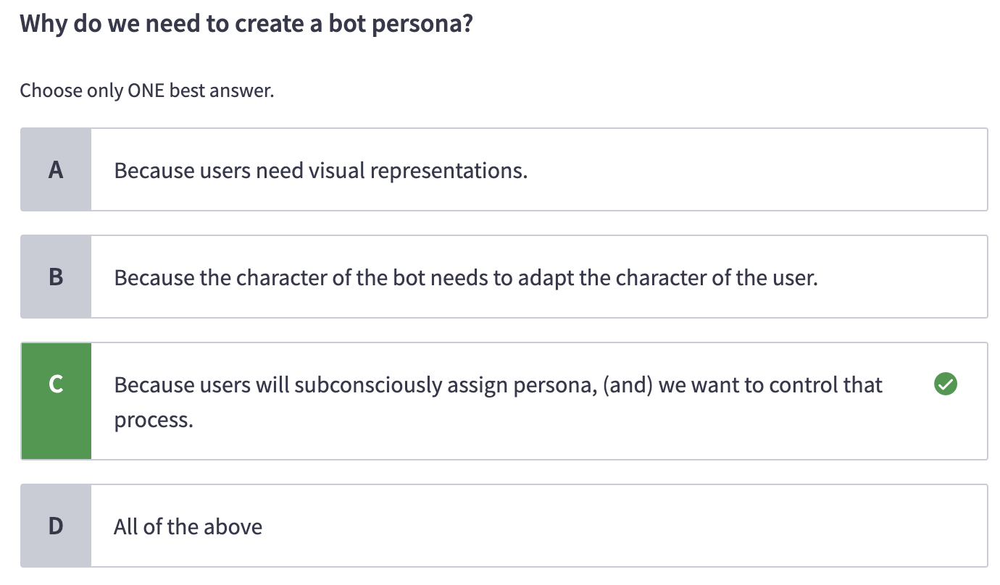 Why do we need to create a bot persona?
Choose only ONE best answer.
A
Because users need visual representations.
B
Because the character of the bot needs to adapt the character of the user.
C
Because users will subconsciously assign persona, (and) we want to control that
process.
D
All of the above